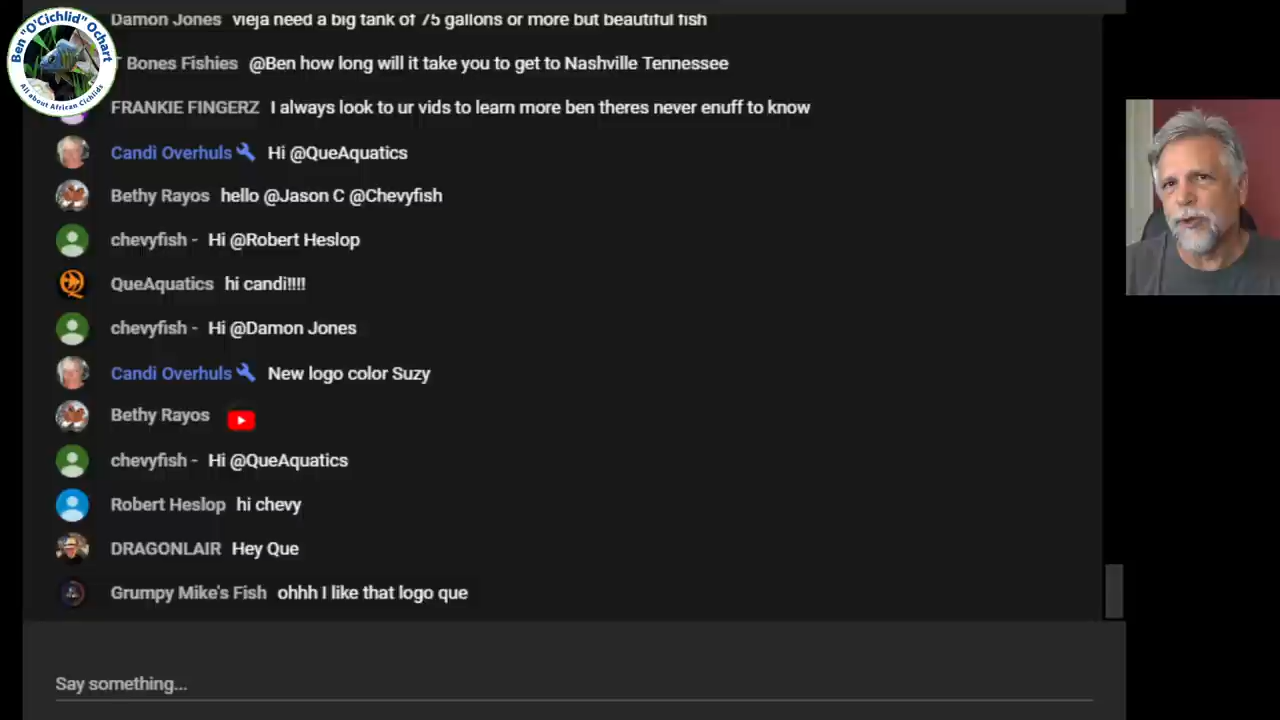 Ben "O'Cichlid" Ochart
All about African Cichlids
Damon Jones vieja need a big tank of 75 gallons or more but beautiful fish
T Bones Fishies @Ben how long will it take you to get to Nashville Tennessee
FRANKIE FINGERZ I always look to ur vids to learn more ben theres never enuff to know
Candi Overhuls Hi @QueAquatics
Bethy Rayos hello @Jason C @Chevyfish
chevyfish - Hi @Robert Heslop
QueAquatics hi candi!!!!
chevyfish - Hi @Damon Jones
Candi Overhuls New logo color Suzy
Bethy Rayos
chevyfish - Hi @QueAquatics
Robert Heslop hi chevy
DRAGONLAIR Hey Que
Grumpy Mike's Fish ohhh I like that logo que
Say something...